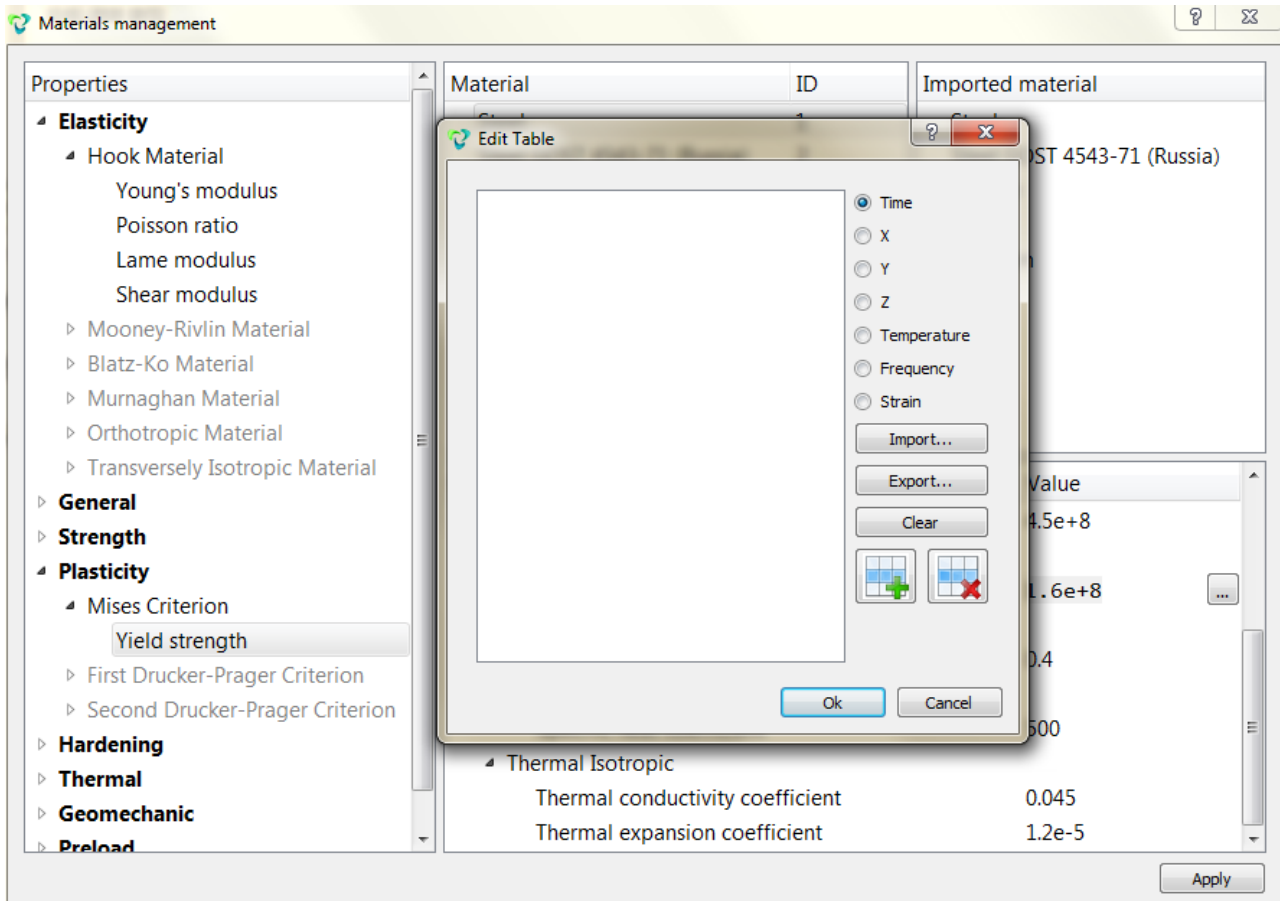 Materials management
Properties
Elasticity
Hook Material
Young's modulus
Poisson ratio
Lame modulus
Shear modulus
Mooney-Rivlin Material
Blatz-Ko Material
Murnaghan Material
Orthotropic Material
Transversely Isotropic Material
General
Strength
Plasticity
Mises Criterion
Yield strength
First Drucker-Prager Criterion
Second Drucker-Prager Criterion
Hardening
Thermal
Geomechanic
Preload
Material ID
Imported material
OST 4543-71 (Russia)
Edit Table
Time
X
Y
Z
Temperature
Frequency
Strain
Import...
Export...
Clear
Ok Cancel
Value
4.5e+8
1.6e+8 ...
0.4
600
Thermal Isotropic
Thermal conductivity coefficient 0.045
Thermal expansion coefficient 1.2e-5
Apply